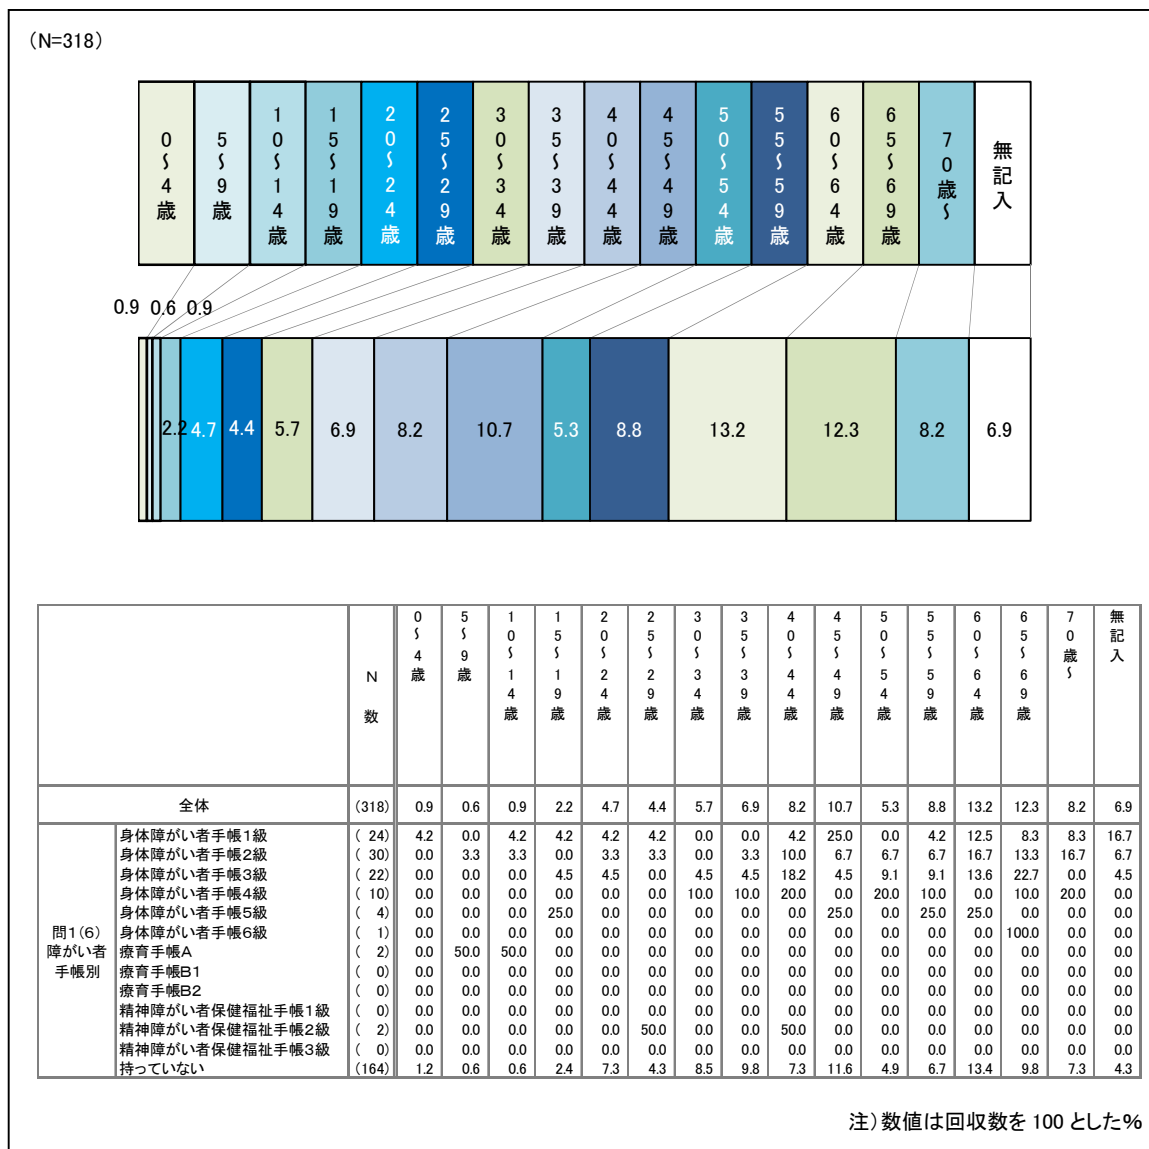 (N=318)
0～4歳 5～9歳 10～14歳 15～19歳 20～24歳 25～29歳 30～34歳 35～39歳 40～44歳 45～49歳 50～54歳 55～59歳 60～64歳 65～69歳 70歳～ 無記入
0.9 0.6 0.9
2.2 4.7 4.4 5.7 6.9 8.2 10.7 5.3 8.8 13.2 12.3 8.2 6.9
N数 0～4歳 5～9歳 10～14歳 15～19歳 20～24歳 25～29歳 30～34歳 35～39歳 40～44歳 45～49歳 50～54歳 55～59歳 60～64歳 65～69歳 70歳～ 無記入
全体 (318) 0.9 0.6 0.9 2.2 4.7 4.4 5.7 6.9 8.2 10.7 5.3 8.8 13.2 12.3 8.2 6.9
問1(6)障がい者手帳別
身体障がい者手帳1級 ( 24) 4.2 0.0 4.2 4.2 4.2 4.2 0.0 0.0 4.2 25.0 0.0 4.2 12.5 8.3 8.3 16.7
身体障がい者手帳2級 ( 30) 0.0 3.3 3.3 0.0 3.3 3.3 0.0 3.3 10.0 6.7 6.7 6.7 16.7 13.3 16.7 6.7
身体障がい者手帳3級 ( 22) 0.0 0.0 0.0 4.5 4.5 0.0 4.5 4.5 18.2 4.5 9.1 9.1 13.6 22.7 0.0 4.5
身体障がい者手帳4級 ( 10) 0.0 0.0 0.0 0.0 0.0 0.0 10.0 10.0 20.0 0.0 20.0 10.0 0.0 10.0 20.0 0.0
身体障がい者手帳5級 ( 4) 0.0 0.0 0.0 25.0 0.0 0.0 0.0 0.0 0.0 25.0 0.0 25.0 25.0 0.0 0.0 0.0
身体障がい者手帳6級 ( 1) 0.0 0.0 0.0 0.0 0.0 0.0 0.0 0.0 0.0 0.0 0.0 0.0 0.0 100.0 0.0 0.0
療育手帳A ( 2) 0.0 50.0 50.0 0.0 0.0 0.0 0.0 0.0 0.0 0.0 0.0 0.0 0.0 0.0 0.0 0.0
療育手帳B1 ( 0) 0.0 0.0 0.0 0.0 0.0 0.0 0.0 0.0 0.0 0.0 0.0 0.0 0.0 0.0 0.0 0.0
療育手帳B2 ( 0) 0.0 0.0 0.0 0.0 0.0 0.0 0.0 0.0 0.0 0.0 0.0 0.0 0.0 0.0 0.0 0.0
精神障がい者保健福祉手帳1級 ( 0) 0.0 0.0 0.0 0.0 0.0 0.0 0.0 0.0 0.0 0.0 0.0 0.0 0.0 0.0 0.0 0.0
精神障がい者保健福祉手帳2級 ( 2) 0.0 0.0 0.0 0.0 0.0 50.0 0.0 0.0 50.0 0.0 0.0 0.0 0.0 0.0 0.0 0.0
精神障がい者保健福祉手帳3級 ( 0) 0.0 0.0 0.0 0.0 0.0 0.0 0.0 0.0 0.0 0.0 0.0 0.0 0.0 0.0 0.0 0.0
持っていない (164) 1.2 0.6 0.6 2.4 7.3 4.3 8.5 9.8 7.3 11.6 4.9 6.7 13.4 9.8 7.3 4.3
注)数値は回収数を 100 とした%